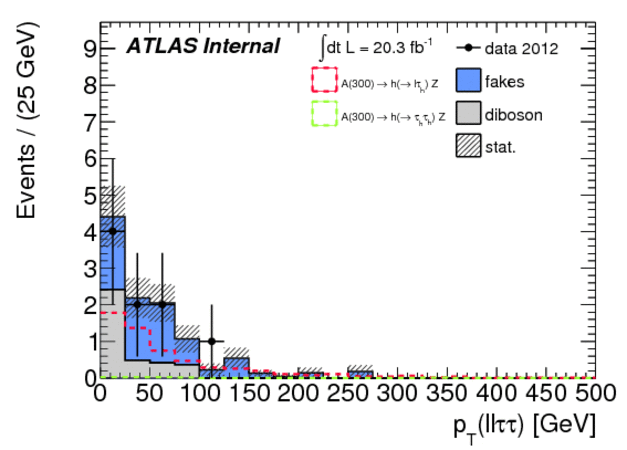 ATLAS Internal
∫dt L = 20.3 fb⁻¹
data 2012
A(300) → h(→ lτₕ) Z
fakes
A(300) → h(→ τₕτₕ) Z
diboson
stat.
Events / (25 GeV)
9
8
7
6
5
4
3
2
1
0
0 50 100 150 200 250 300 350 400 450 500
p_T(llττ) [GeV]